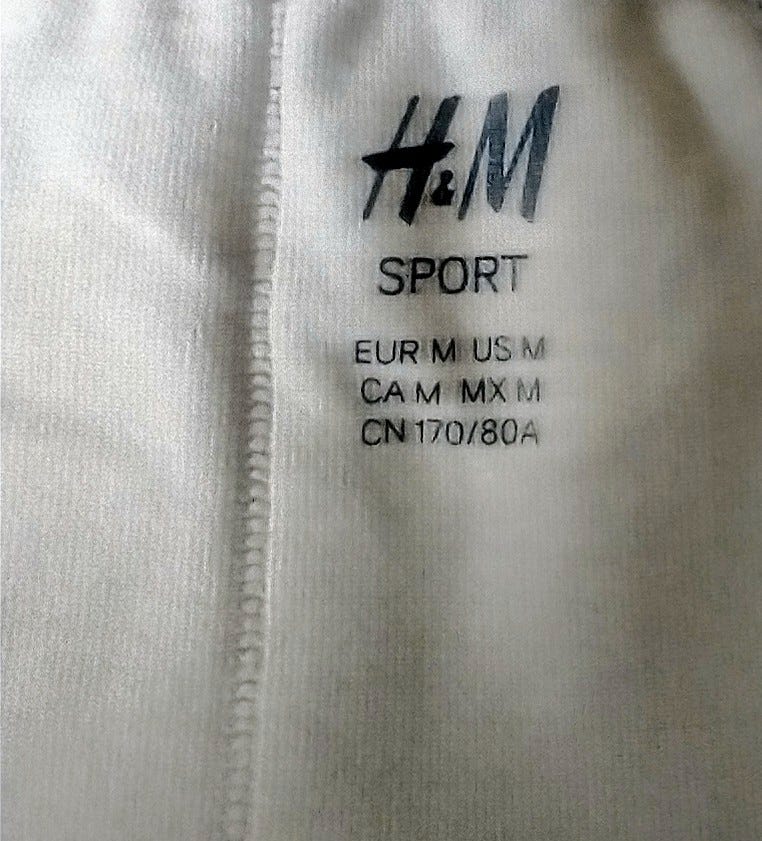 H&M
SPORT
EUR M US M
CA M MX M
CN 170/80A